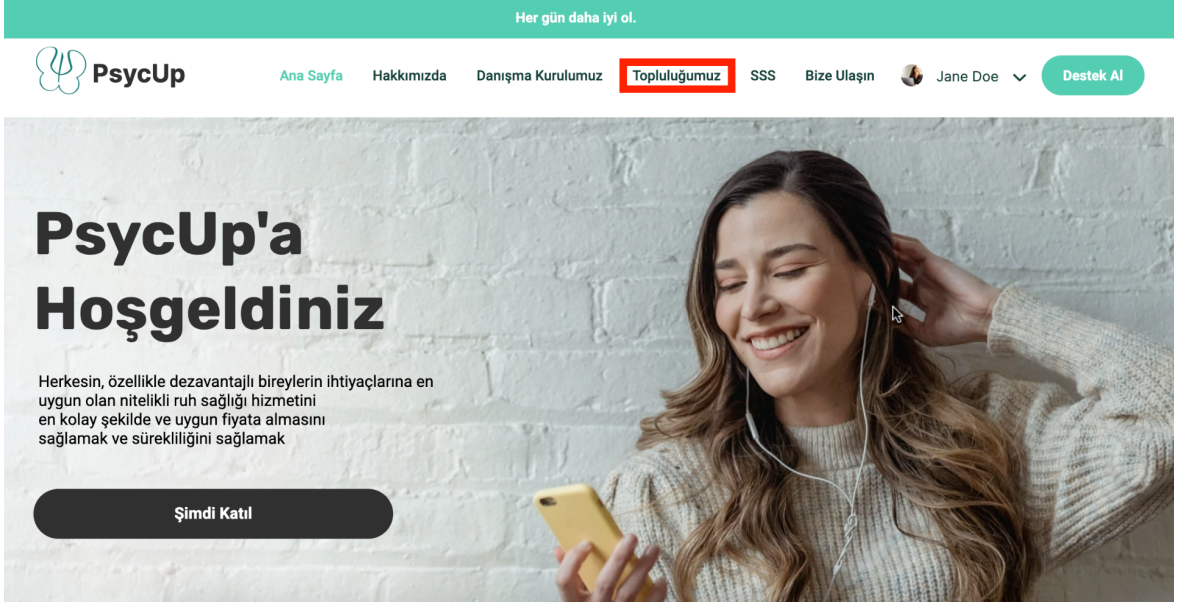 Her gün daha iyi ol.
PsycUp
Ana Sayfa
Hakkımızda
Danışma Kurulumuz
Topluluğumuz
SSS
Bize Ulaşın
Jane Doe
Destek Al
PsycUp'a
Hoşgeldiniz
Herkesin, özellikle dezavantajlı bireylerin ihtiyaçlarına en
uygun olan nitelikli ruh sağlığı hizmetini
en kolay şekilde ve uygun fiyata almasını
sağlamak ve sürekliliğini sağlamak
Şimdi Katıl